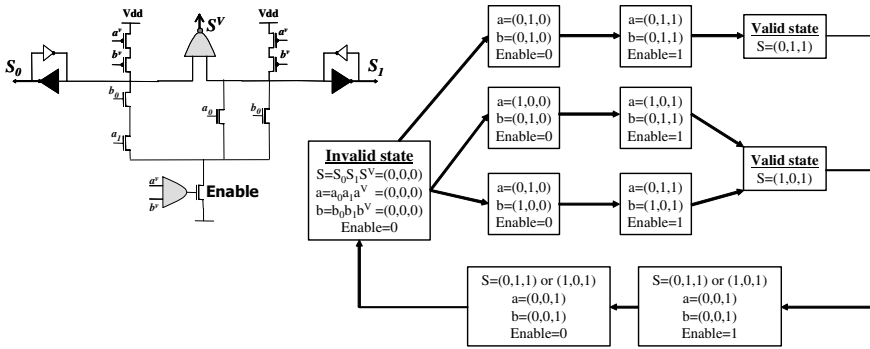 Vdd
S^V
Vdd
a^v
b^v
a^v
b^v
S_0
S_1
b_0
a_0
b_0
a_1
a^v
b^v
Enable
a=(0,1,0)
b=(0,1,0)
Enable=0
a=(0,1,1)
b=(0,1,1)
Enable=1
Valid state
S=(0,1,1)
a=(1,0,0)
b=(0,1,0)
Enable=0
a=(1,0,1)
b=(0,1,1)
Enable=1
Invalid state
S=S_0S_1S^V=(0,0,0)
a=a_0a_1a^V =(0,0,0)
b=b_0b_1b^V =(0,0,0)
Enable=0
Valid state
S=(1,0,1)
a=(0,1,0)
b=(1,0,0)
Enable=0
a=(0,1,1)
b=(1,0,1)
Enable=1
S=(0,1,1) or (1,0,1)
a=(0,0,1)
b=(0,0,1)
Enable=0
S=(0,1,1) or (1,0,1)
a=(0,0,1)
b=(0,0,1)
Enable=1